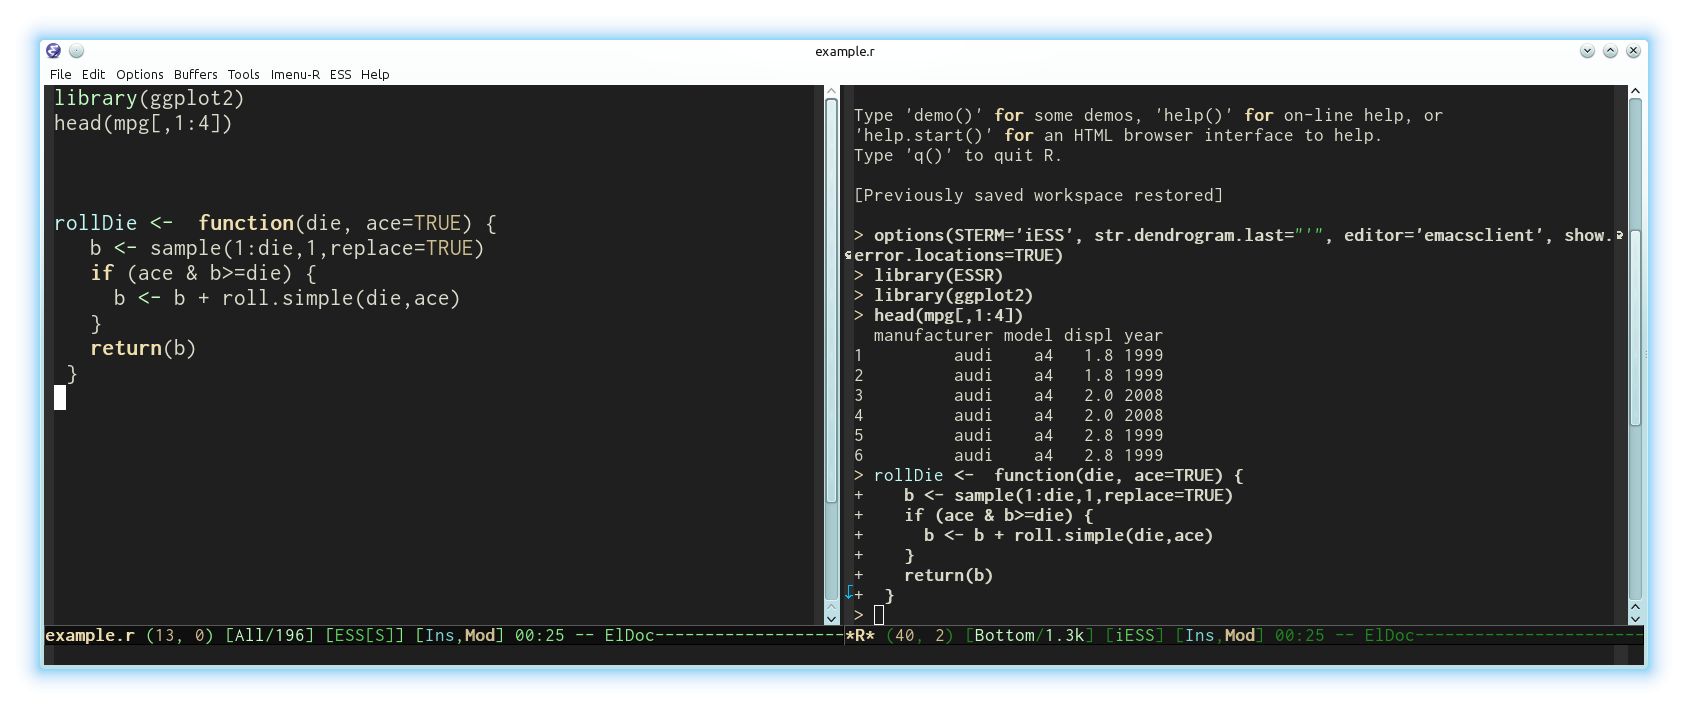 example.r
File Edit Options Buffers Tools Imenu-R ESS Help
library(ggplot2)
head(mpg[,1:4])
rollDie <-  function(die, ace=TRUE) {
   b <- sample(1:die,1,replace=TRUE)
   if (ace & b>=die) {
     b <- b + roll.simple(die,ace)
   }
   return(b)
 }
example.r (13, 0) [All/196] [ESS[S]] [Ins,Mod] 00:25 -- ElDoc-------------------
Type 'demo()' for some demos, 'help()' for on-line help, or
'help.start()' for an HTML browser interface to help.
Type 'q()' to quit R.
[Previously saved workspace restored]
> options(STERM='iESS', str.dendrogram.last="'", editor='emacsclient', show.
error.locations=TRUE)
> library(ESSR)
> library(ggplot2)
> head(mpg[,1:4])
  manufacturer model displ year
1         audi    a4   1.8 1999
2         audi    a4   1.8 1999
3         audi    a4   2.0 2008
4         audi    a4   2.0 2008
5         audi    a4   2.8 1999
6         audi    a4   2.8 1999
> rollDie <-  function(die, ace=TRUE) {
+    b <- sample(1:die,1,replace=TRUE)
+    if (ace & b>=die) {
+      b <- b + roll.simple(die,ace)
+    }
+    return(b)
+  }
>
*R* (40, 2) [Bottom/1.3k] [iESS] [Ins,Mod] 00:25 -- ElDoc-----------------------